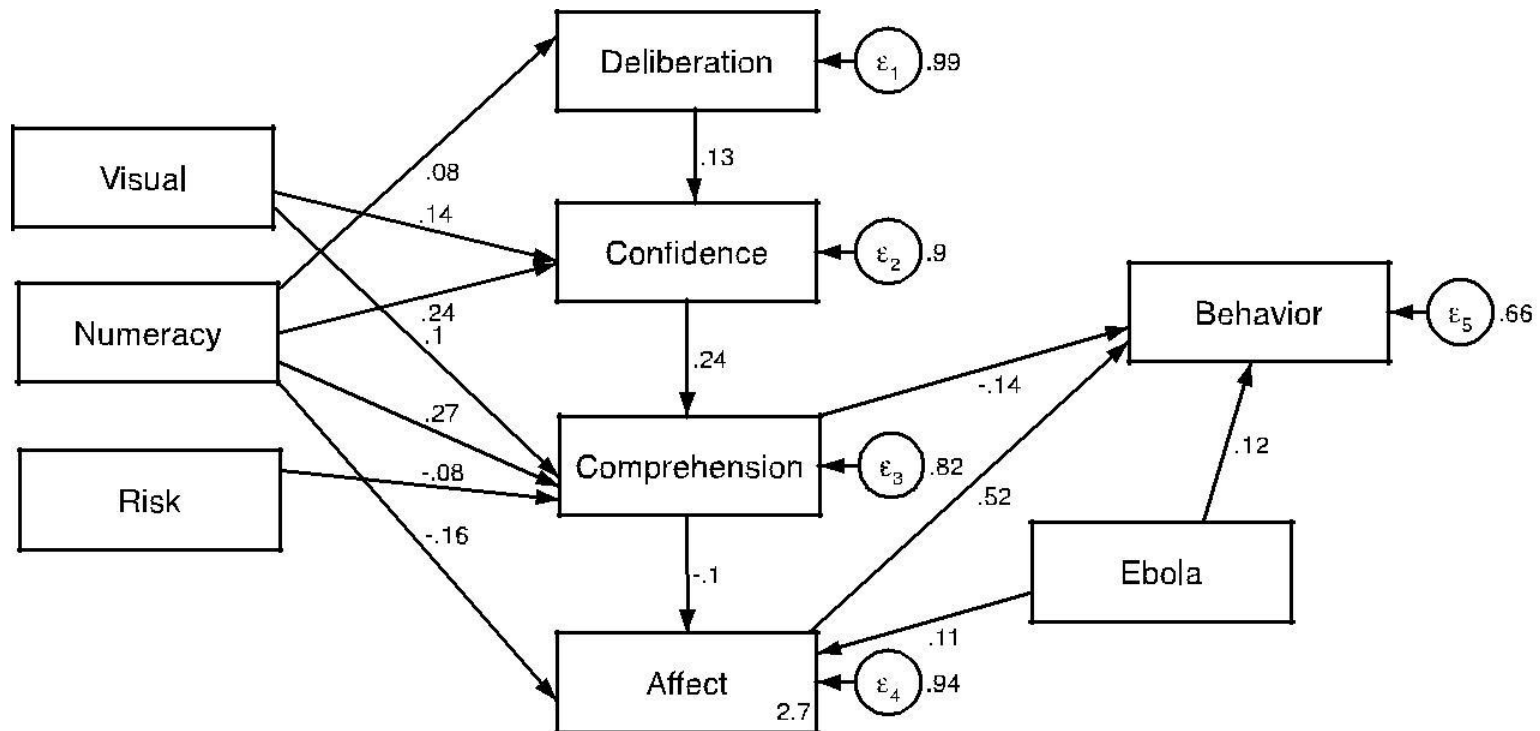 Deliberation
ε1
.99
Visual
.08
.13
.14
Confidence
ε2
.9
Numeracy
.24
.1
Behavior
ε5
.66
.24
-.14
.27
Risk
-.08
Comprehension
ε3
.82
.12
-.16
.52
-.1
Ebola
.11
Affect
2.7
ε4
.94